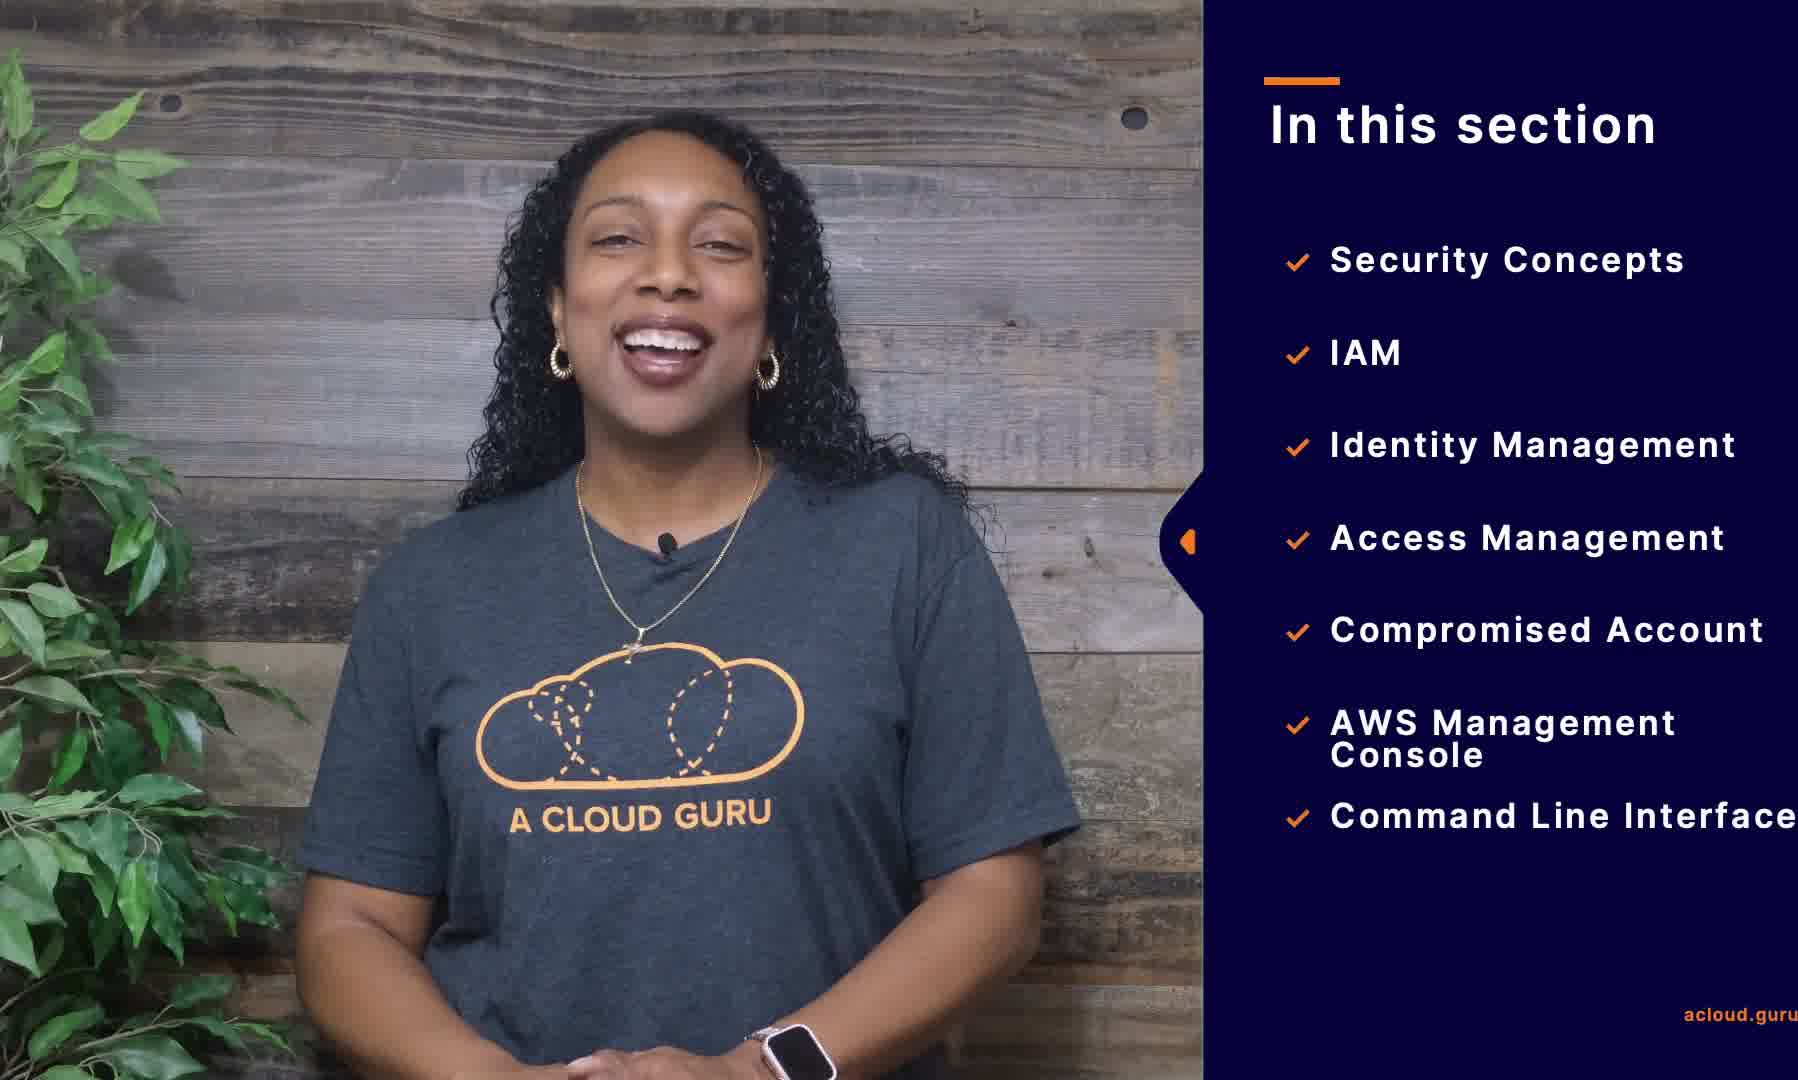 In this section
Security Concepts
IAM
Identity Management
Access Management
Compromised Account
AWS Management
Console
Command Line Interface
A CLOUD GURU
acloud.guru